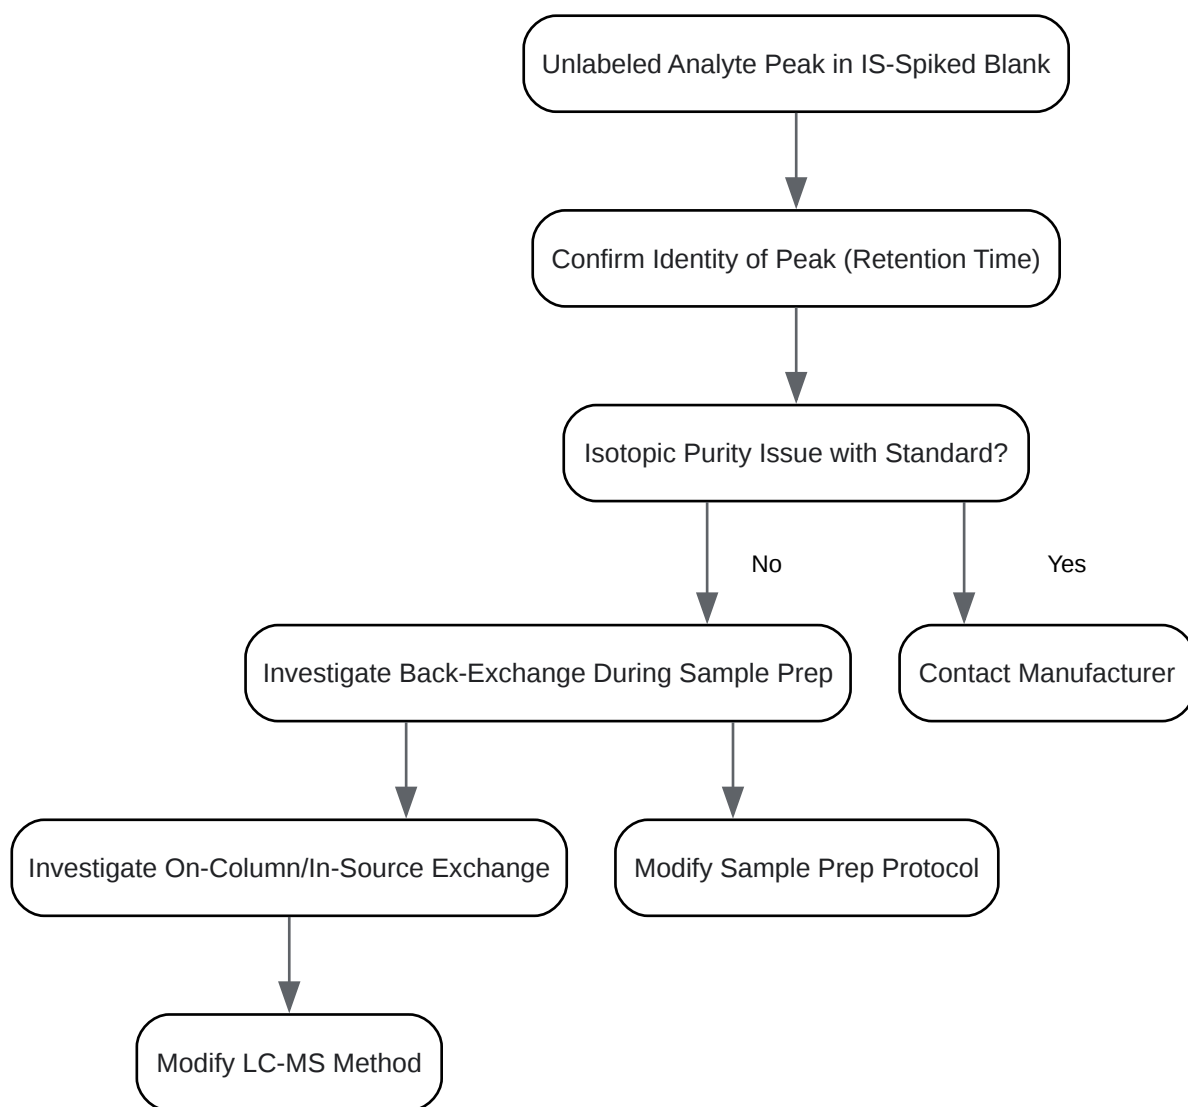 Unlabeled Analyte Peak in IS-Spiked Blank
Confirm Identity of Peak (Retention Time)
Isotopic Purity Issue with Standard?
No
Yes
Investigate Back-Exchange During Sample Prep
Contact Manufacturer
Investigate On-Column/In-Source Exchange
Modify Sample Prep Protocol
Modify LC-MS Method